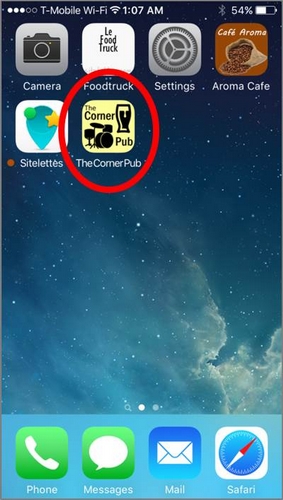 T-Mobile Wi-Fi 1:07 AM 54%
Le
Food
Truck
Café Aroma
Camera Foodtruck Settings Aroma Cafe
The
Corner
Pub
Sitelettès TheCornerPub
Phone Messages Mail Safari